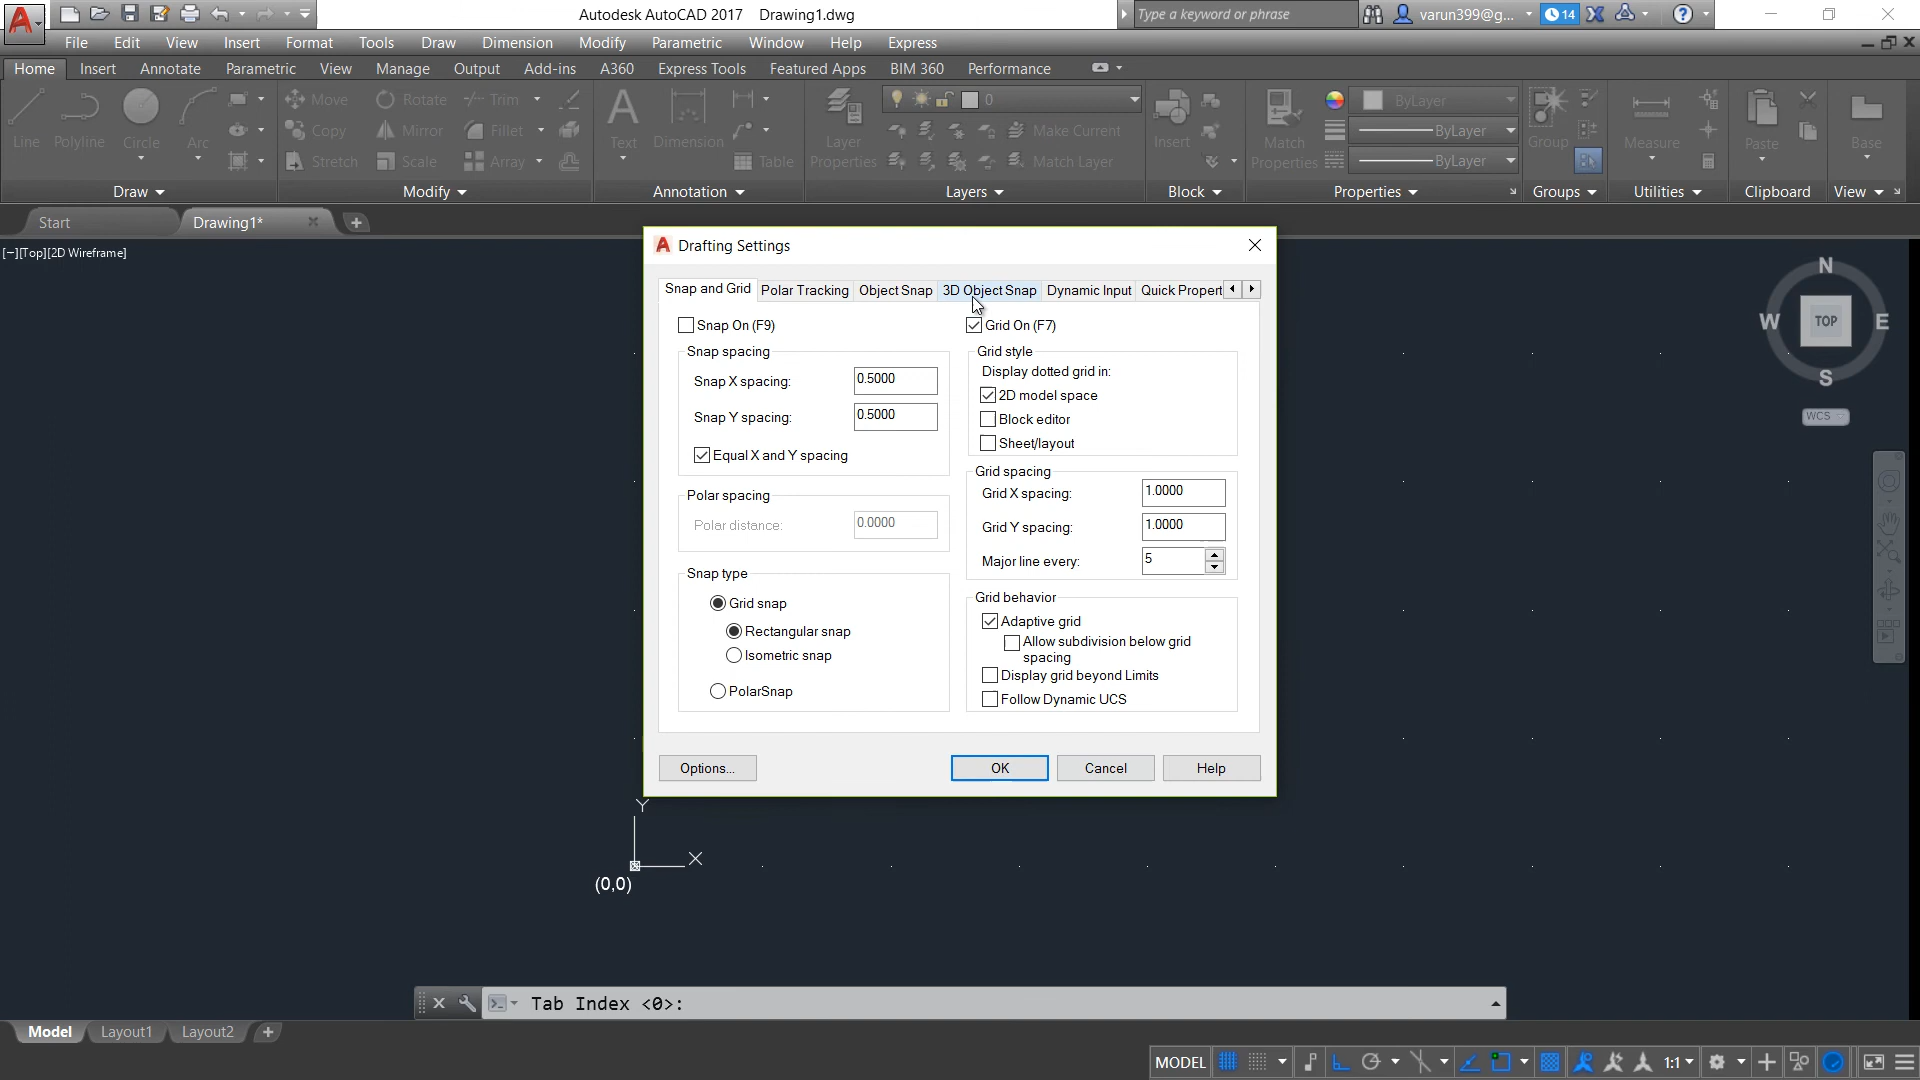 Autodesk AutoCAD 2017 Drawing1.dwg
Type a keyword or phrase
varun399@g...
14
File Edit View Insert Format Tools Draw Dimension Modify Parametric Window Help Express
Home Insert Annotate Parametric View Manage Output Add-ins A360 Express Tools Featured Apps BIM 360 Performance
Line Polyline Circle Arc
Move Rotate Trim
Copy Mirror Fillet
Stretch Scale Array
Text Dimension Table
Layer Properties
0
Make Current
Match Layer
Insert
Match Properties
ByLayer
ByLayer
ByLayer
Group
Measure
Paste
Base
Draw Modify Annotation Layers Block Properties Groups Utilities Clipboard View
Start Drawing1*
[−][Top][2D Wireframe]
Drafting Settings
Snap and Grid Polar Tracking Object Snap 3D Object Snap Dynamic Input Quick Propert
Snap On (F9)
Snap spacing
Snap X spacing: 0.5000
Snap Y spacing: 0.5000
Equal X and Y spacing
Polar spacing
Polar distance: 0.0000
Snap type
Grid snap
Rectangular snap
Isometric snap
PolarSnap
Grid On (F7)
Grid style
Display dotted grid in:
2D model space
Block editor
Sheet/layout
Grid spacing
Grid X spacing: 1.0000
Grid Y spacing: 1.0000
Major line every: 5
Grid behavior
Adaptive grid
Allow subdivision below grid
spacing
Display grid beyond Limits
Follow Dynamic UCS
Options... OK Cancel Help
N
W TOP E
S
WCS
Y
X
(0,0)
Tab Index <0>:
Model Layout1 Layout2
MODEL 1:1